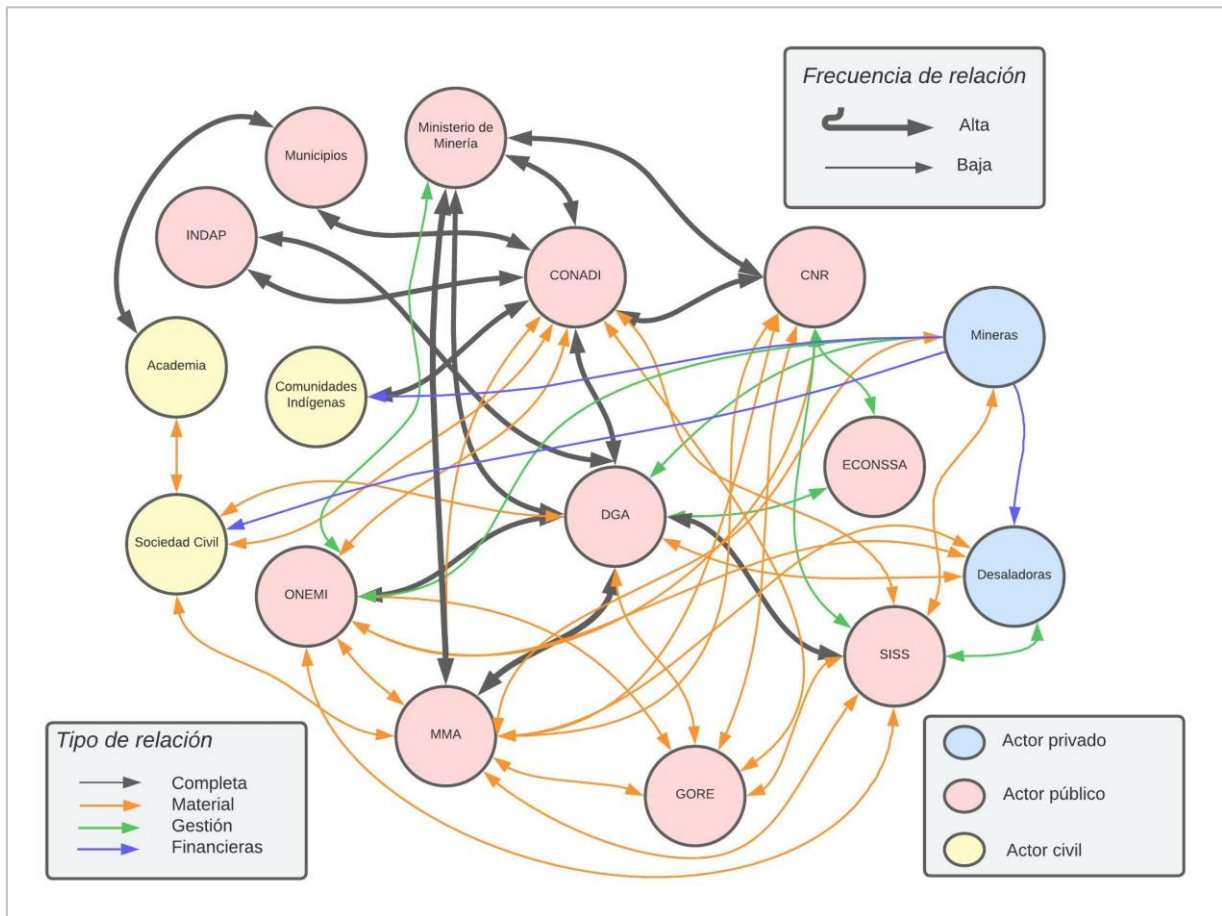 Frecuencia de relación
Alta
Baja
Ministerio de
Minería
Municipios
INDAP
CONADI
CNR
Mineras
Academia
Comunidades
Indígenas
ECONSSA
DGA
Sociedad Civil
Desaladoras
ONEMI
SISS
MMA
GORE
Tipo de relación
Completa
Material
Gestión
Financieras
Actor privado
Actor público
Actor civil